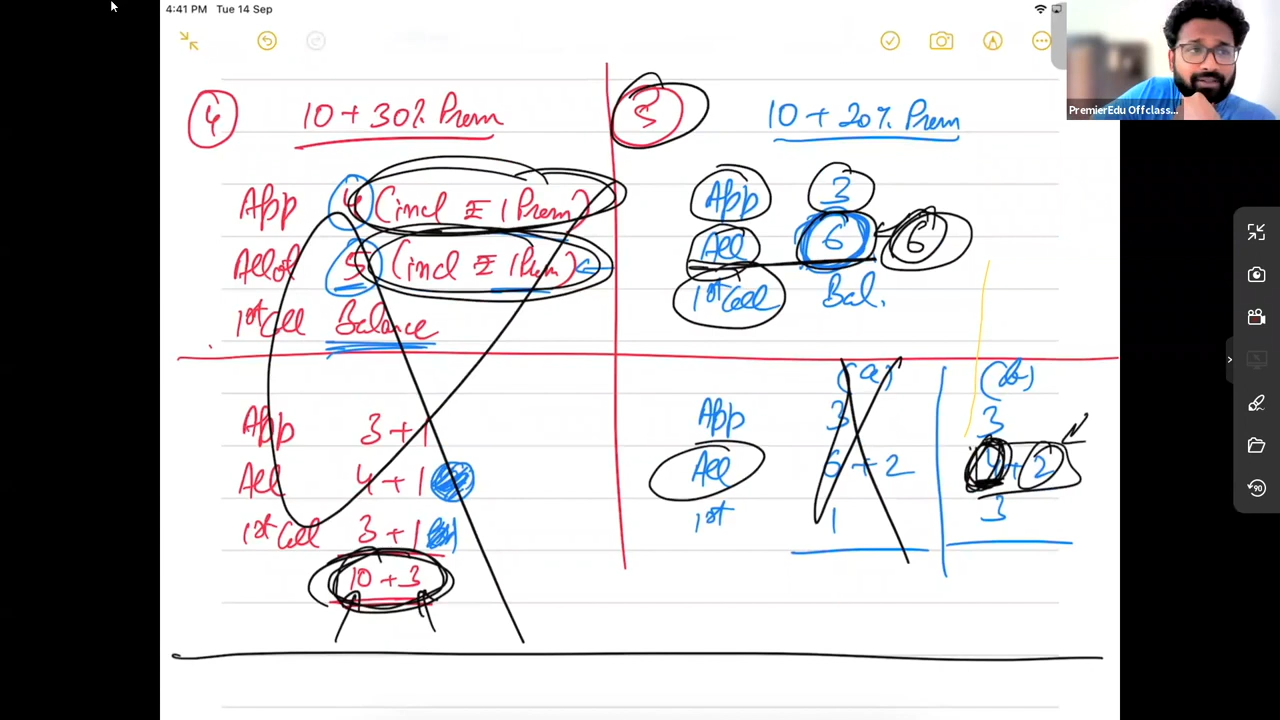 4:41 PM Tue 14 Sep
PremierEdu Offclass...
4
10 + 30% Prem
App 4 (incl ₹ 1 Prem)
Allot 5 (incl ₹ 1 Prem)
1st Call Balance
App 3 + 1
All 4 + 1
1st Call 3 + 1
10 + 3
5
10 + 20% Prem
App 3
All 6 6
1st Call Bal.
(a) (b)
App 3 3
All 6 + 2 4 + 2
1st 1 3
90